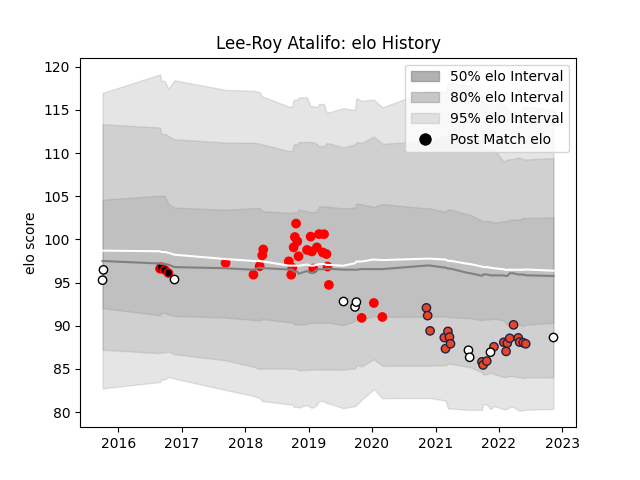 Lee-Roy Atalifo: elo History
50% elo Interval
80% elo Interval
95% elo Interval
Post Match elo
elo score
120
115
110
105
100
95
90
85
80
2016 2017 2018 2019 2020 2021 2022 2023